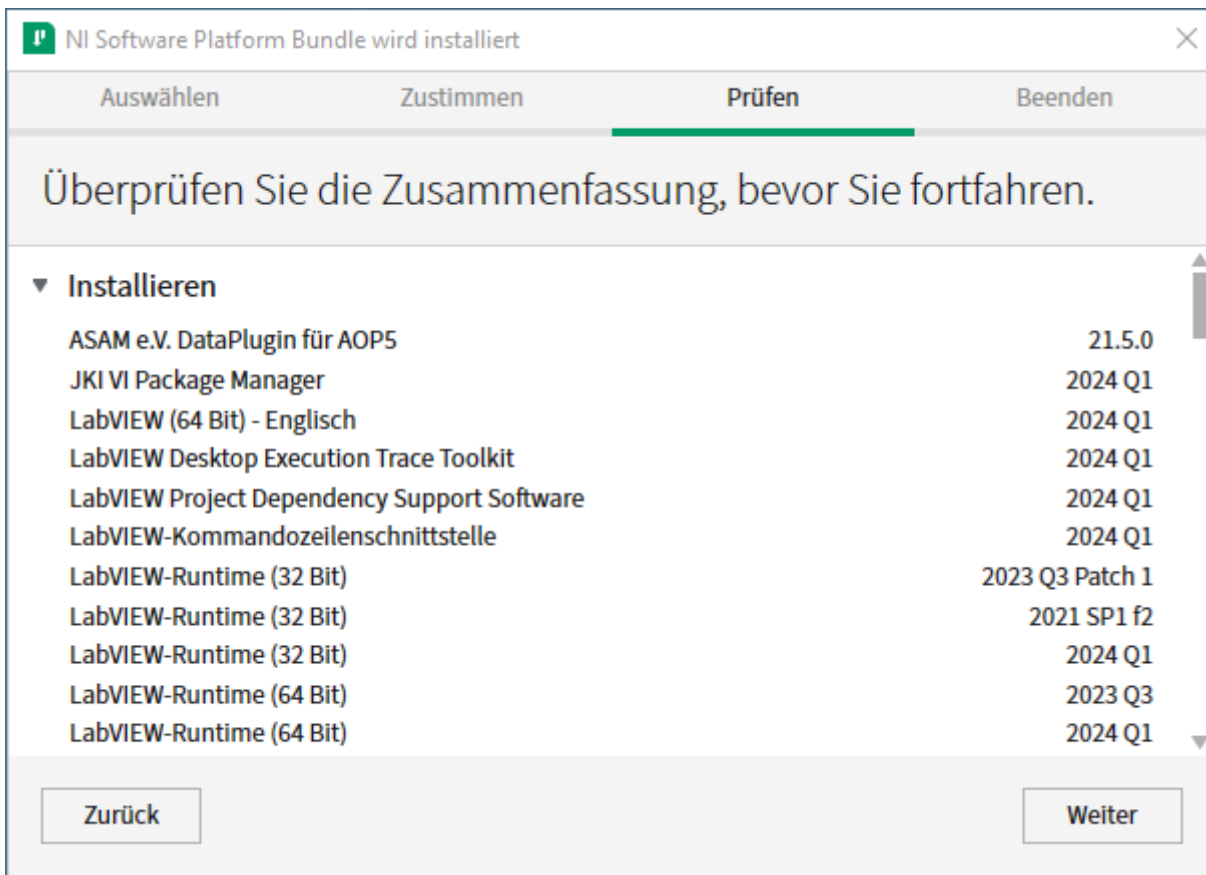 NI Software Platform Bundle wird installiert
Auswählen Zustimmen Prüfen Beenden
Überprüfen Sie die Zusammenfassung, bevor Sie fortfahren.
Installieren
ASAM e.V. DataPlugin für AOP5 21.5.0
JKI VI Package Manager 2024 Q1
LabVIEW (64 Bit) - Englisch 2024 Q1
LabVIEW Desktop Execution Trace Toolkit 2024 Q1
LabVIEW Project Dependency Support Software 2024 Q1
LabVIEW-Kommandozeilenschnittstelle 2024 Q1
LabVIEW-Runtime (32 Bit) 2023 Q3 Patch 1
LabVIEW-Runtime (32 Bit) 2021 SP1 f2
LabVIEW-Runtime (32 Bit) 2024 Q1
LabVIEW-Runtime (64 Bit) 2023 Q3
LabVIEW-Runtime (64 Bit) 2024 Q1
Zurück Weiter